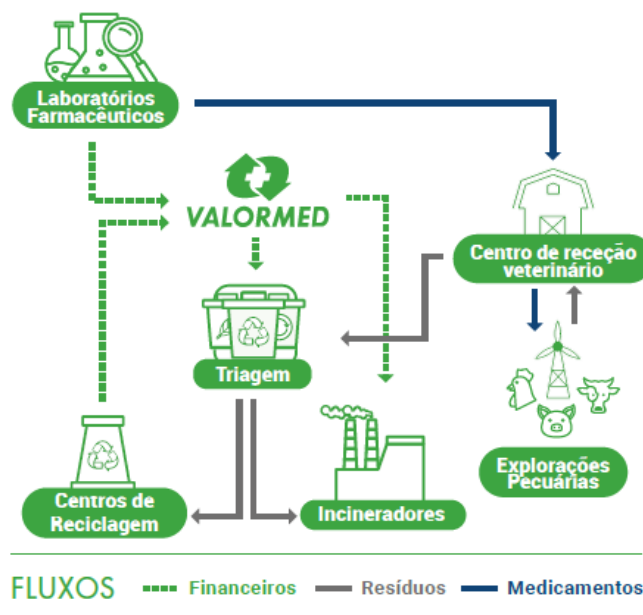 Laboratórios
Farmacêuticos
VALORMED
Centro de receção
veterinário
Triagem
Explorações
Pecuárias
Centros de
Reciclagem
Incineradores
FLUXOS Financeiros Resíduos Medicamentos